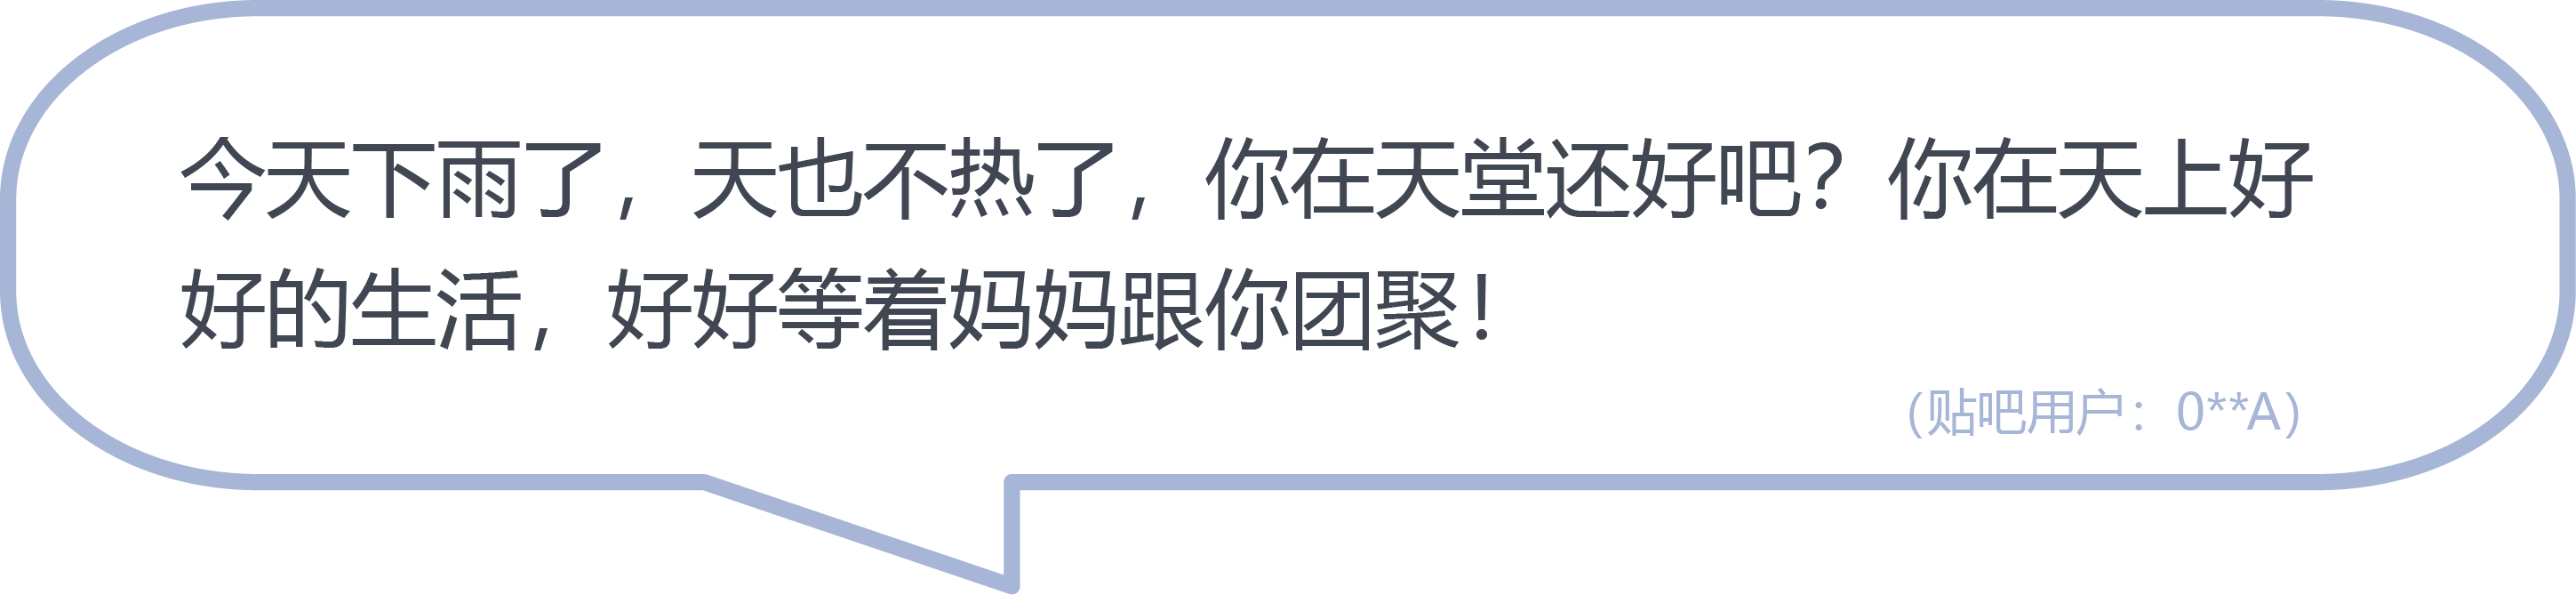 今天下雨了，天也不热了，你在天堂还好吧？你在天上好
好的生活，好好等着妈妈跟你团聚！
（贴吧用户：0**A）